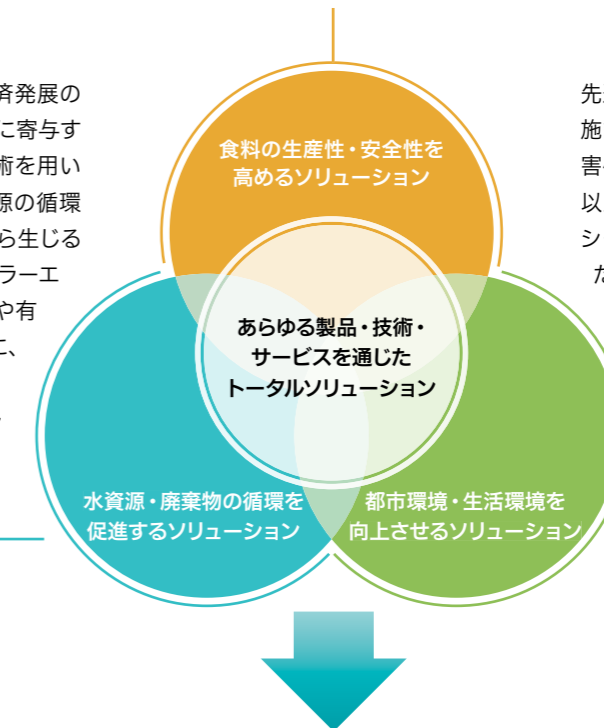 済発展の
に寄与す
術を用い
源の循環
ら生じる
ラーエ
や有
に、
先
施
害
以
シ
た
食料の生産性・安全性を
高めるソリューション
あらゆる製品・技術・
サービスを通じた
トータルソリューション
水資源・廃棄物の循環を
促進するソリューション
都市環境・生活環境を
向上させるソリューション